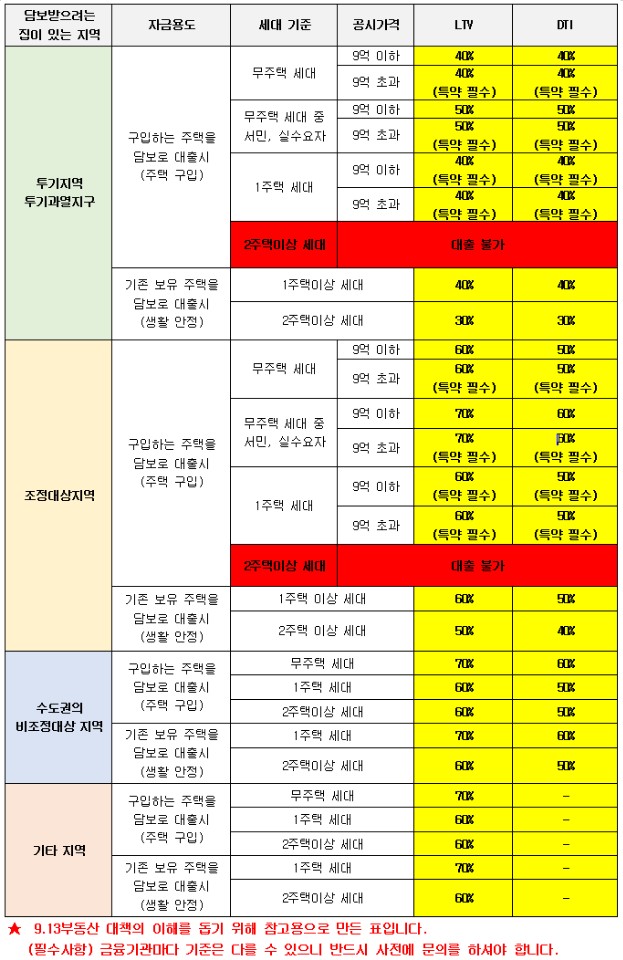 담보받으려는
집이 있는 지역 자금용도 세대 기준 공시가격 LTV DTI
투기지역
투기과열지구
구입하는 주택을
담보로 대출시
(주택 구입)
무주택 세대
9억 이하 40% 40%
9억 초과 40%
(특약 필수) 40%
(특약 필수)
무주택 세대 중
서민, 실수요자
9억 이하 50% 50%
9억 초과 50%
(특약 필수) 50%
(특약 필수)
1주택 세대
9억 이하 40%
(특약 필수) 40%
(특약 필수)
9억 초과 40%
(특약 필수) 40%
(특약 필수)
2주택이상 세대 대출 불가
기존 보유 주택을
담보로 대출시
(생활 안정)
1주택이상 세대 40% 40%
2주택이상 세대 30% 30%
조정대상지역
구입하는 주택을
담보로 대출시
(주택 구입)
무주택 세대
9억 이하 60% 50%
9억 초과 60%
(특약 필수) 50%
(특약 필수)
무주택 세대 중
서민, 실수요자
9억 이하 70% 60%
9억 초과 70%
(특약 필수) 60%
(특약 필수)
1주택 세대
9억 이하 60%
(특약 필수) 50%
(특약 필수)
9억 초과 60%
(특약 필수) 50%
(특약 필수)
2주택이상 세대 대출 불가
기존 보유 주택을
담보로 대출시
(생활 안정)
1주택 이상 세대 60% 50%
2주택 이상 세대 50% 40%
수도권의
비조정대상 지역
구입하는 주택을
담보로 대출시
(주택 구입)
무주택 세대 70% 60%
1주택 세대 60% 50%
2주택이상 세대 60% 50%
기존 보유 주택을
담보로 대출시
(생활 안정)
1주택 세대 70% 60%
2주택이상 세대 60% 50%
기타 지역
구입하는 주택을
담보로 대출시
(주택 구입)
무주택 세대 70% -
1주택 세대 60% -
2주택이상 세대 60% -
기존 보유 주택을
담보로 대출시
(생활 안정)
1주택 세대 70% -
2주택이상 세대 60% -
★ 9.13부동산 대책의 이해를 돕기 위해 참고용으로 만든 표입니다.
(필수사항) 금융기관마다 기준은 다를 수 있으니 반드시 사전에 문의를 하셔야 합니다.